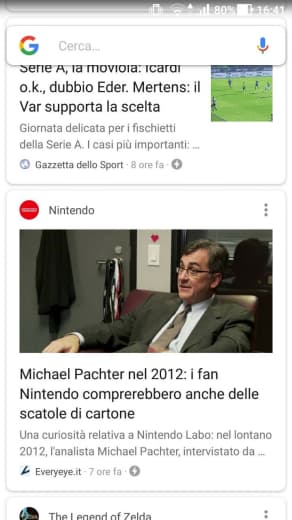 80% 16:41
Cerca...
Serie A, la moviola: Icardi
o.k., dubbio Eder. Mertens: il
Var supporta la scelta
Giornata delicata per i fischietti
della Serie A. I casi più importanti: ...
Gazzetta dello Sport · 8 ore fa ·
Nintendo
Michael Pachter nel 2012: i fan
Nintendo comprerebbero anche delle
scatole di cartone
Una curiosità relativa a Nintendo Labo: nel lontano
2012, l'analista Michael Pachter, intervistato da ...
Everyeye.it · 7 ore fa ·
The Legend of Zelda